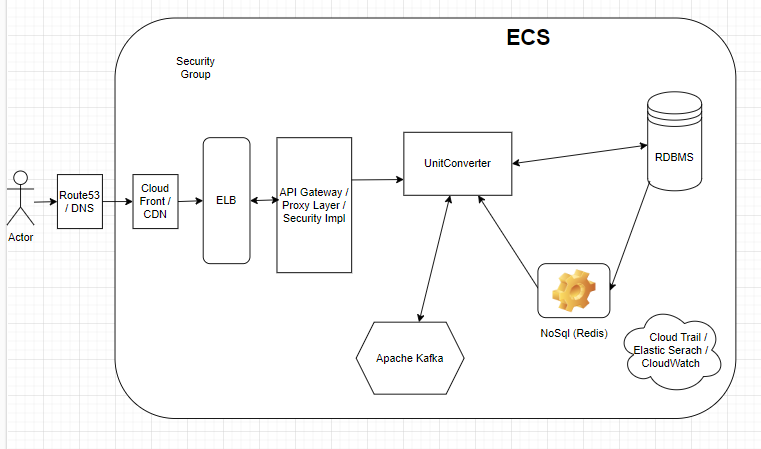 ECS
Security
Group
Actor
Route53
/ DNS
Cloud
Front /
CDN
ELB
API Gateway /
Proxy Layer /
Security Impl
UnitConverter
RDBMS
Apache Kafka
NoSql (Redis)
Cloud Trail /
Elastic Serach /
CloudWatch